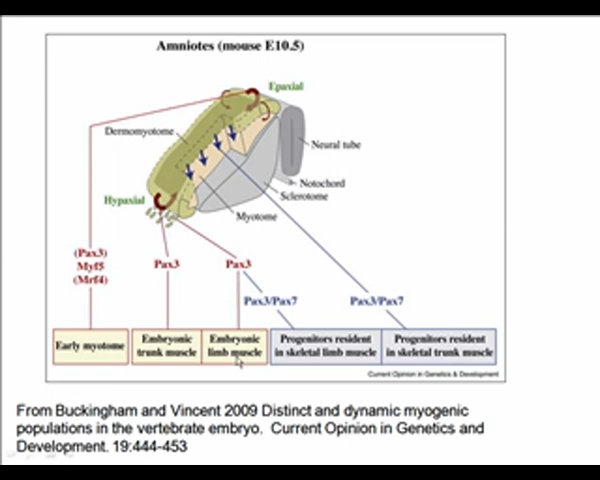 Amniotes (mouse E10.5)
Epaxial
Dermomyotome
Neural tube
Notochord
Sclerotome
Hypaxial
Myotome
(Pax3)
Myf5
(Mrf4)
Pax3
Pax3
Pax3/Pax7
Pax3/Pax7
Early myotome
Embryonic
trunk muscle
Embryonic
limb muscle
Progenitors resident
in skeletal limb muscle
Progenitors resident
in skeletal trunk muscle
Current Opinion in Genetics & Development
From Buckingham and Vincent 2009 Distinct and dynamic myogenic
populations in the vertebrate embryo. Current Opinion in Genetics and
Development. 19:444-453